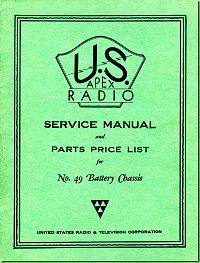 U.S.
APEX
RADIO
SERVICE MANUAL
and
PARTS PRICE LIST
for
No. 49 Battery Chassis
UNITED STATES RADIO & TELEVISION CORPORATION